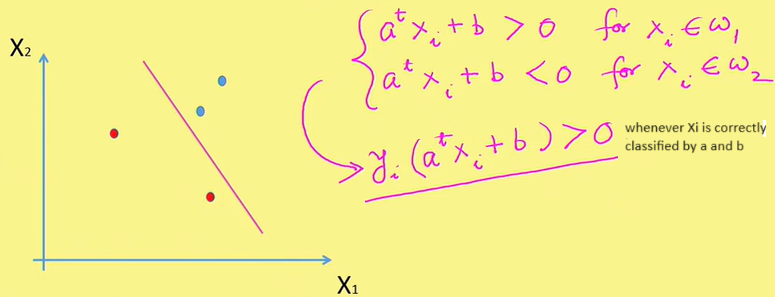 aᵗxᵢ + b > 0 for xᵢ ∈ ω₁
aᵗxᵢ + b < 0 for xᵢ ∈ ω₂
yᵢ(aᵗxᵢ + b) > 0
whenever Xi is correctly
classified by a and b
X₂
X₁